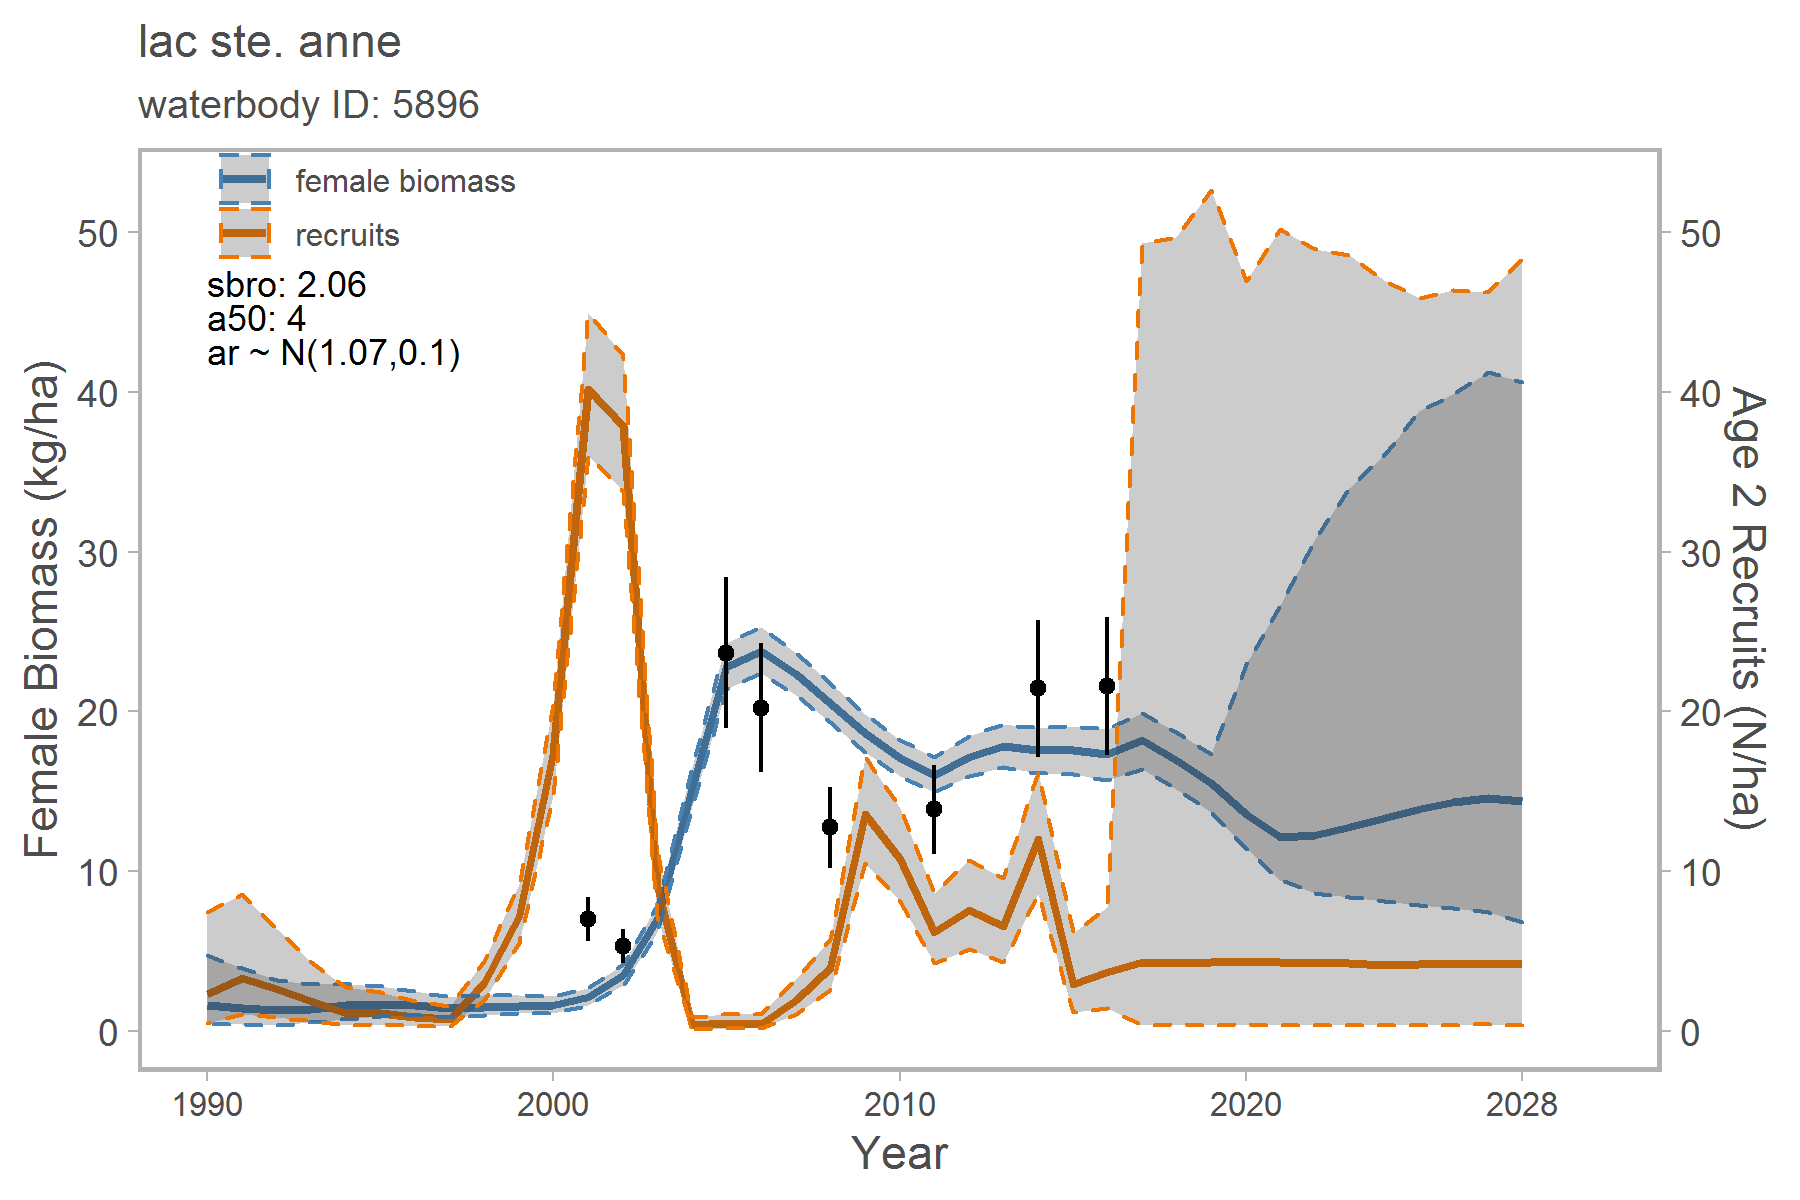 lac ste. anne
waterbody ID: 5896
female biomass
recruits
sbro: 2.06
a50: 4
ar ~ N(1.07,0.1)
Female Biomass (kg/ha)
50
40
30
20
10
0
50
40
30
20
10
0
Age 2 Recruits (N/ha)
1990 2000 2010 2020 2028
Year